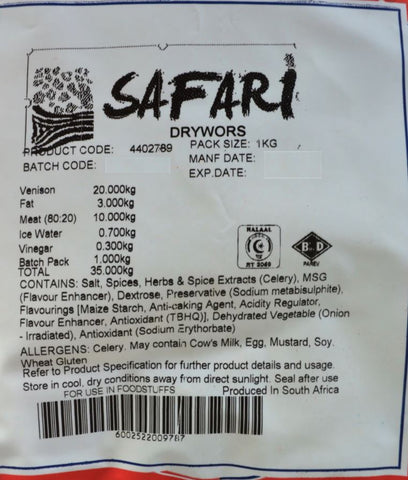 SAFARI
DRYWORS
PRODUCT CODE: 4402789 PACK SIZE: 1KG
BATCH CODE: MANF DATE:
EXP.DATE:
Venison 20.000kg
Fat 3.000kg
Meat (80:20) 10.000kg
Ice Water 0.700kg
Vinegar 0.300kg
Batch Pack 1.000kg
TOTAL 35.000kg
HALAAL
MY 3049
B&D
PAREV
CONTAINS: Salt, Spices, Herbs & Spice Extracts (Celery), MSG
(Flavour Enhancer), Dextrose, Preservative (Sodium metabisulphite),
Flavourings [Maize Starch, Anti-caking Agent, Acidity Regulator,
Flavour Enhancer, Antioxidant (TBHQ)], Dehydrated Vegetable (Onion
- Irradiated), Antioxidant (Sodium Erythorbate)
ALLERGENS: Celery. May contain Cow's Milk, Egg, Mustard, Soy.
Wheat Gluten
Refer to Product Specification for further product details and usage.
Store in cool, dry conditions away from direct sunlight. Seal after use
FOR USE IN FOODSTUFFS Produced In South Africa
6002522009787